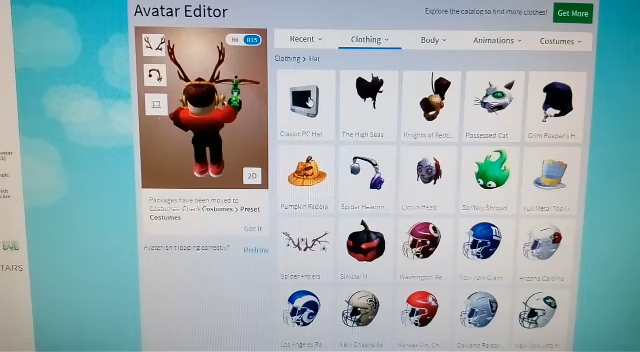 Avatar Editor
Explore the catalog to find more clothes!
Get More
R6 R15
Recent
Clothing
Body
Animations
Costumes
Clothing > Hat
Classic PC Hat
The High Seas...
Knights of Redc...
Possessed Cat
Grim Reaper's H...
Pumpkin Fedora
Spider Headph...
Clown Head
Spritely Shroud
Full Metal Top H...
Spider Antlers
Sinister M
Washington Re...
New York Giant...
Arizona Cardina...
Los Angeles Ra...
New Orleans Sa...
Kansas City Ch...
Oakland Raider...
New York Jets H...
2D
Packages have been moved to
Costumes. Check Costumes > Preset
Costumes
Got it
Avatar isn't loading correctly?
Redraw
TARS